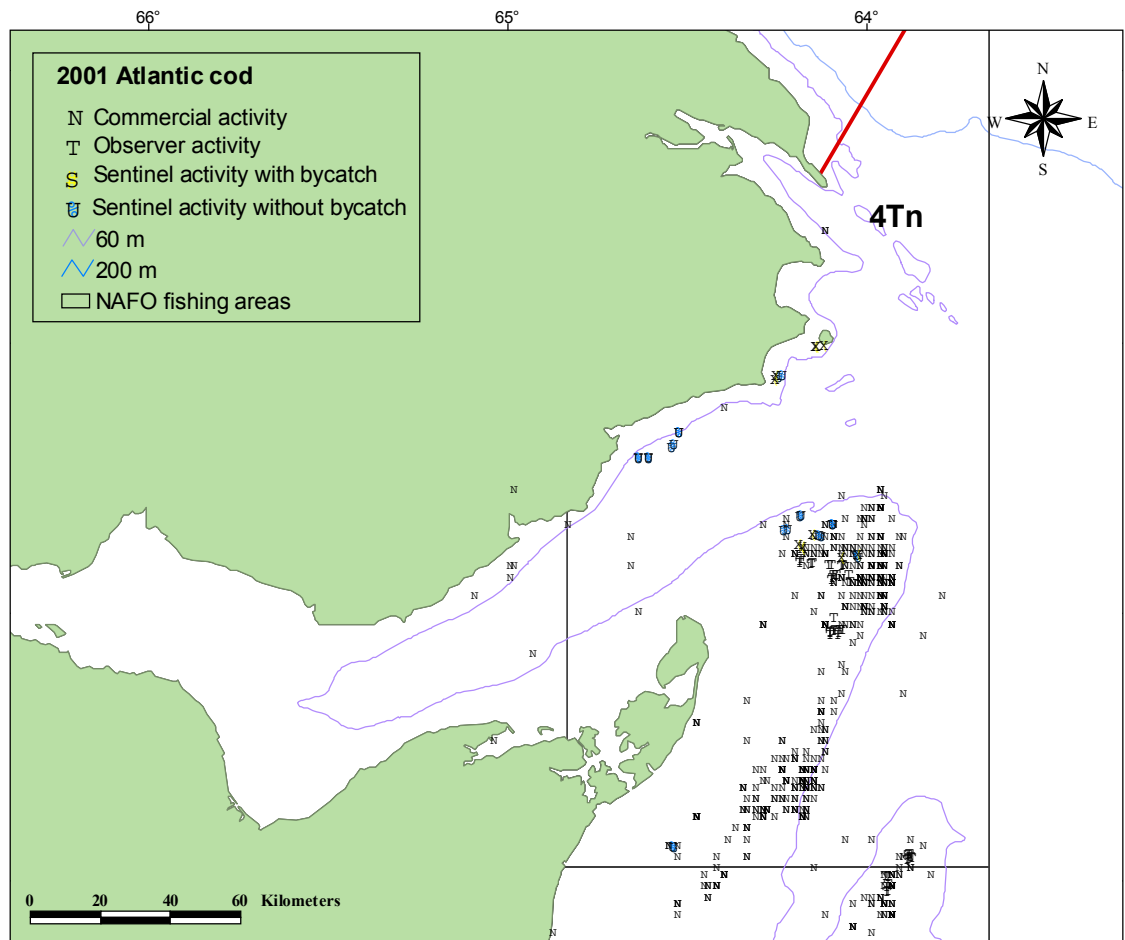 66° 65° 64°
2001 Atlantic cod
N Commercial activity
T Observer activity
S Sentinel activity with bycatch
U Sentinel activity without bycatch
60 m
200 m
NAFO fishing areas
N
W E
S
4Tn
0 20 40 60 Kilometers